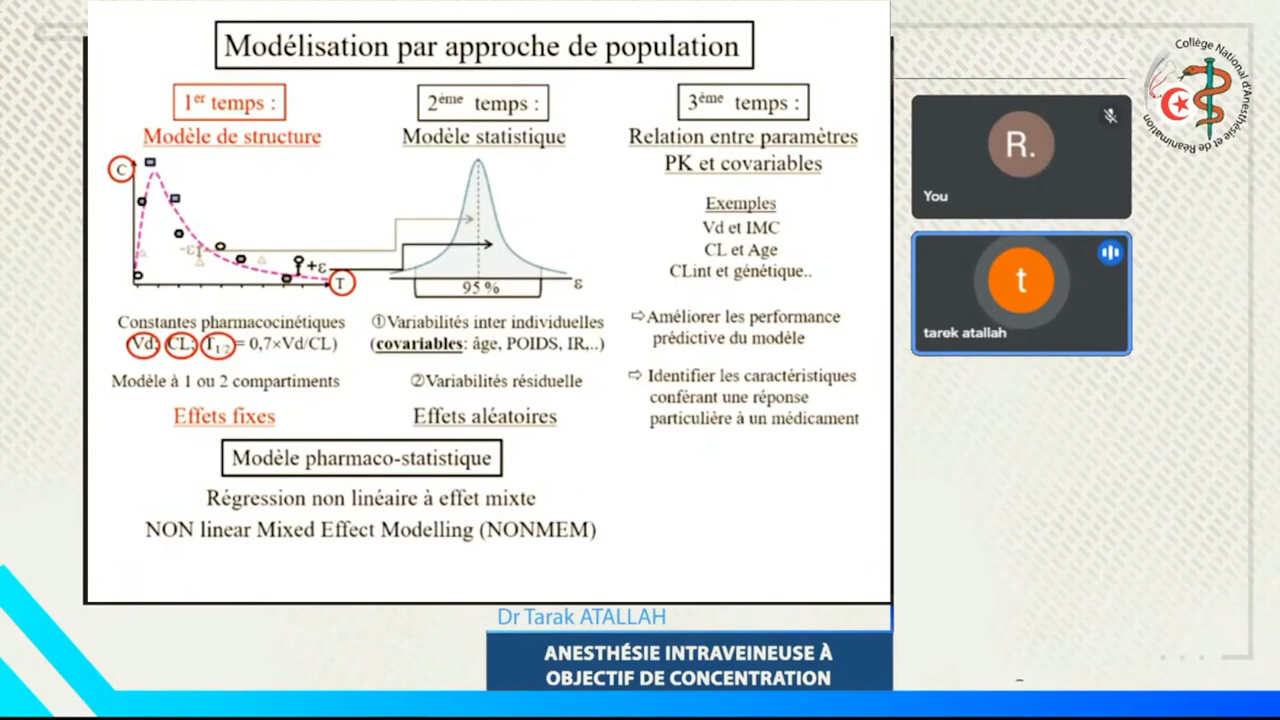 Modélisation par approche de population
1er temps :
Modèle de structure
C
-ε
+ε
T
Constantes pharmacocinétiques
(Vd; CL; T1/2 = 0,7×Vd/CL)
Modèle à 1 ou 2 compartiments
Effets fixes
2ème temps :
Modèle statistique
95 %
ε
①Variabilités inter individuelles
(covariables: âge, POIDS, IR,..)
②Variabilités résiduelle
Effets aléatoires
3ème temps :
Relation entre paramètres
PK et covariables
Exemples
Vd et IMC
CL et Age
CLint et génétique..
⇨Améliorer les performance
prédictive du modèle
⇨ Identifier les caractéristiques
conférant une réponse
particulière à un médicament
Modèle pharmaco-statistique
Régression non linéaire à effet mixte
NON linear Mixed Effect Modelling (NONMEM)
Collège National d'Anesthésie et de Réanimation
R.
You
t
tarek atallah
Dr Tarak ATALLAH
ANESTHÉSIE INTRAVEINEUSE À
OBJECTIF DE CONCENTRATION